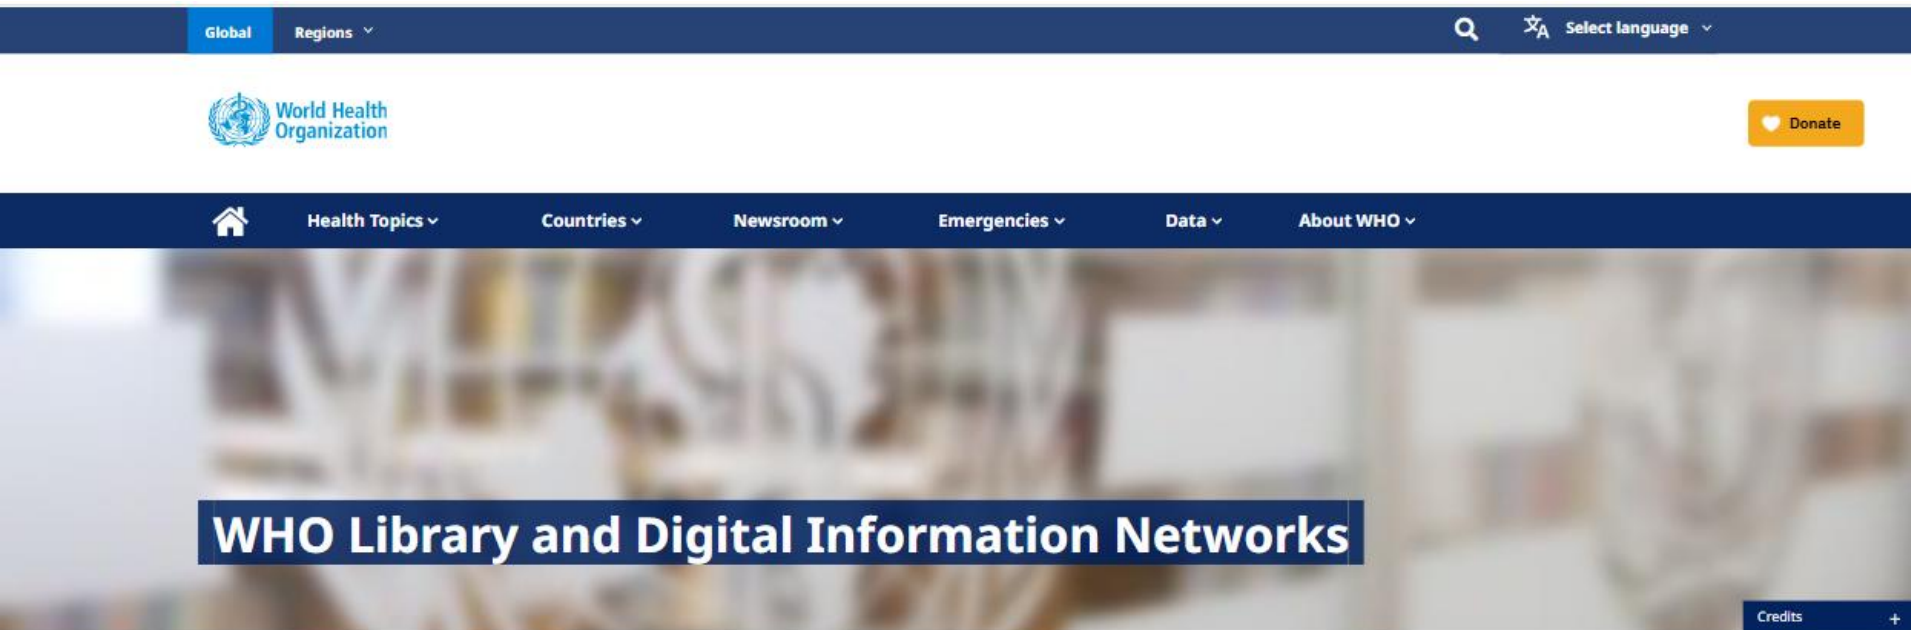 Global Regions
Select language
World Health
Organization
Donate
Health Topics Countries Newsroom Emergencies Data About WHO
WHO Library and Digital Information Networks
Credits +